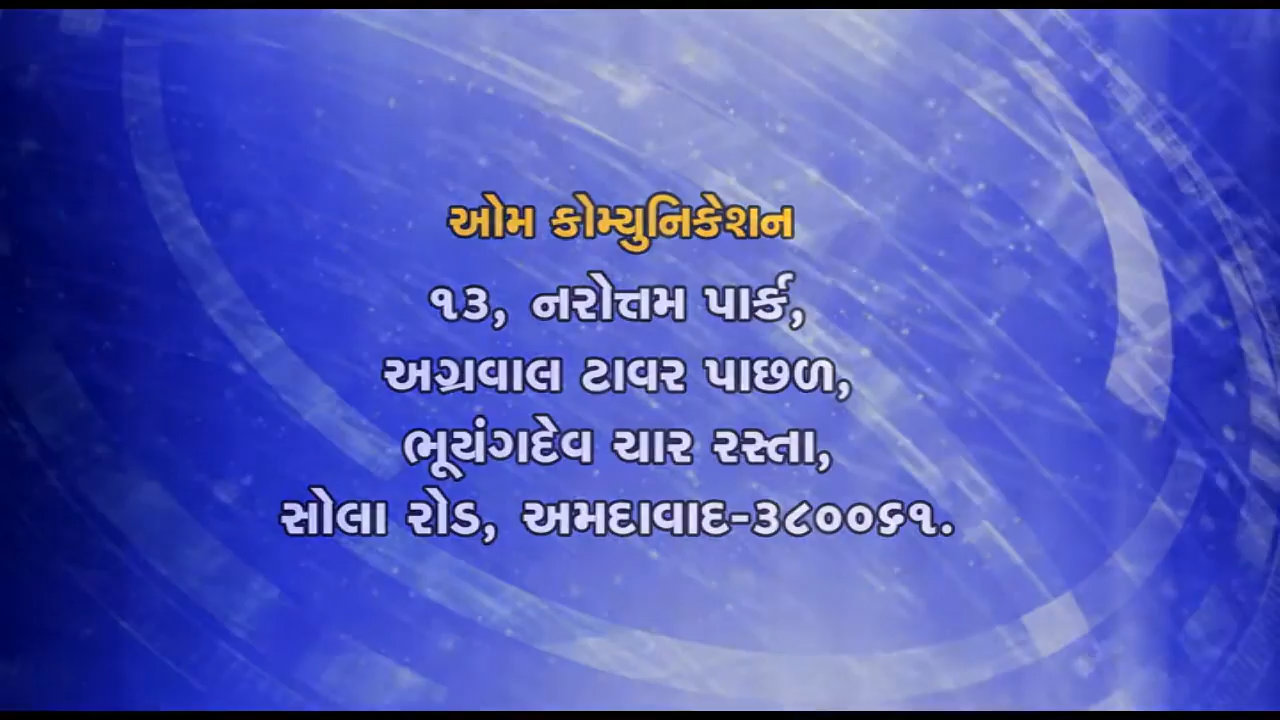 ઓમ કોમ્યુનિકેશન
૧૩, નરોત્તમ પાર્ક,
અગ્રવાલ ટાવર પાછળ,
ભૂયંગદેવ ચાર રસ્તા,
સોલા રોડ, અમદાવાદ-૩૮૦૦૬૧.